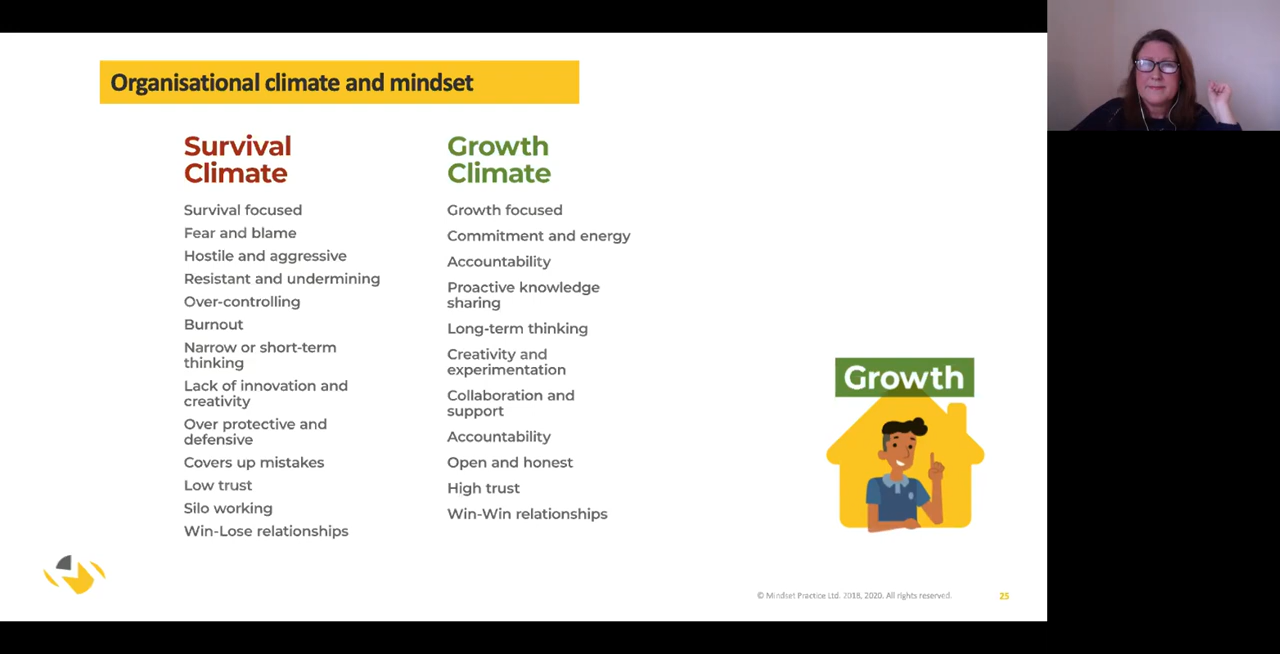 Organisational climate and mindset
Survival
Climate
Survival focused
Fear and blame
Hostile and aggressive
Resistant and undermining
Over-controlling
Burnout
Narrow or short-term
thinking
Lack of innovation and
creativity
Over protective and
defensive
Covers up mistakes
Low trust
Silo working
Win-Lose relationships
Growth
Climate
Growth focused
Commitment and energy
Accountability
Proactive knowledge
sharing
Long-term thinking
Creativity and
experimentation
Collaboration and
support
Accountability
Open and honest
High trust
Win-Win relationships
Growth
© Mindset Practice Ltd. 2018, 2020. All rights reserved.
25